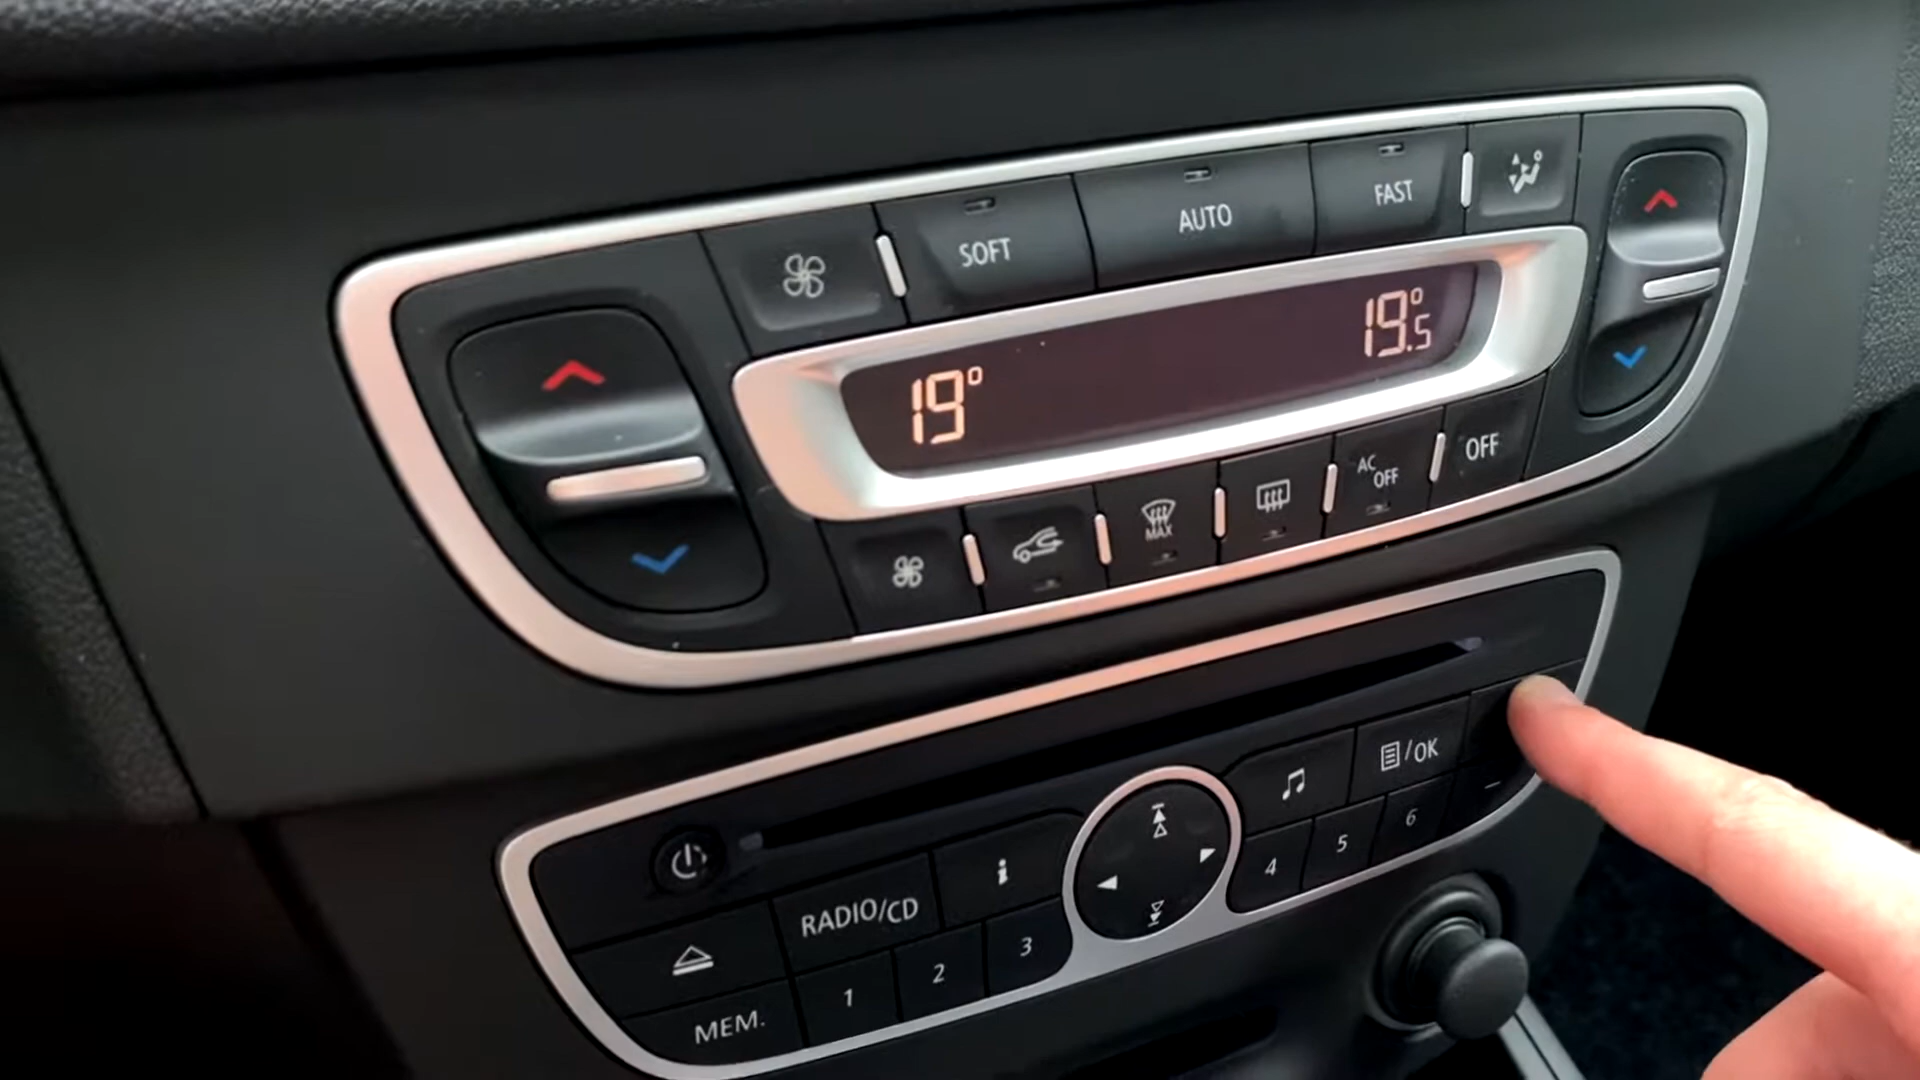 SOFT
AUTO
FAST
19°
19.5°
MAX
AC OFF
OFF
/OK
RADIO/CD
i
1
2
3
4
5
6
-
MEM.